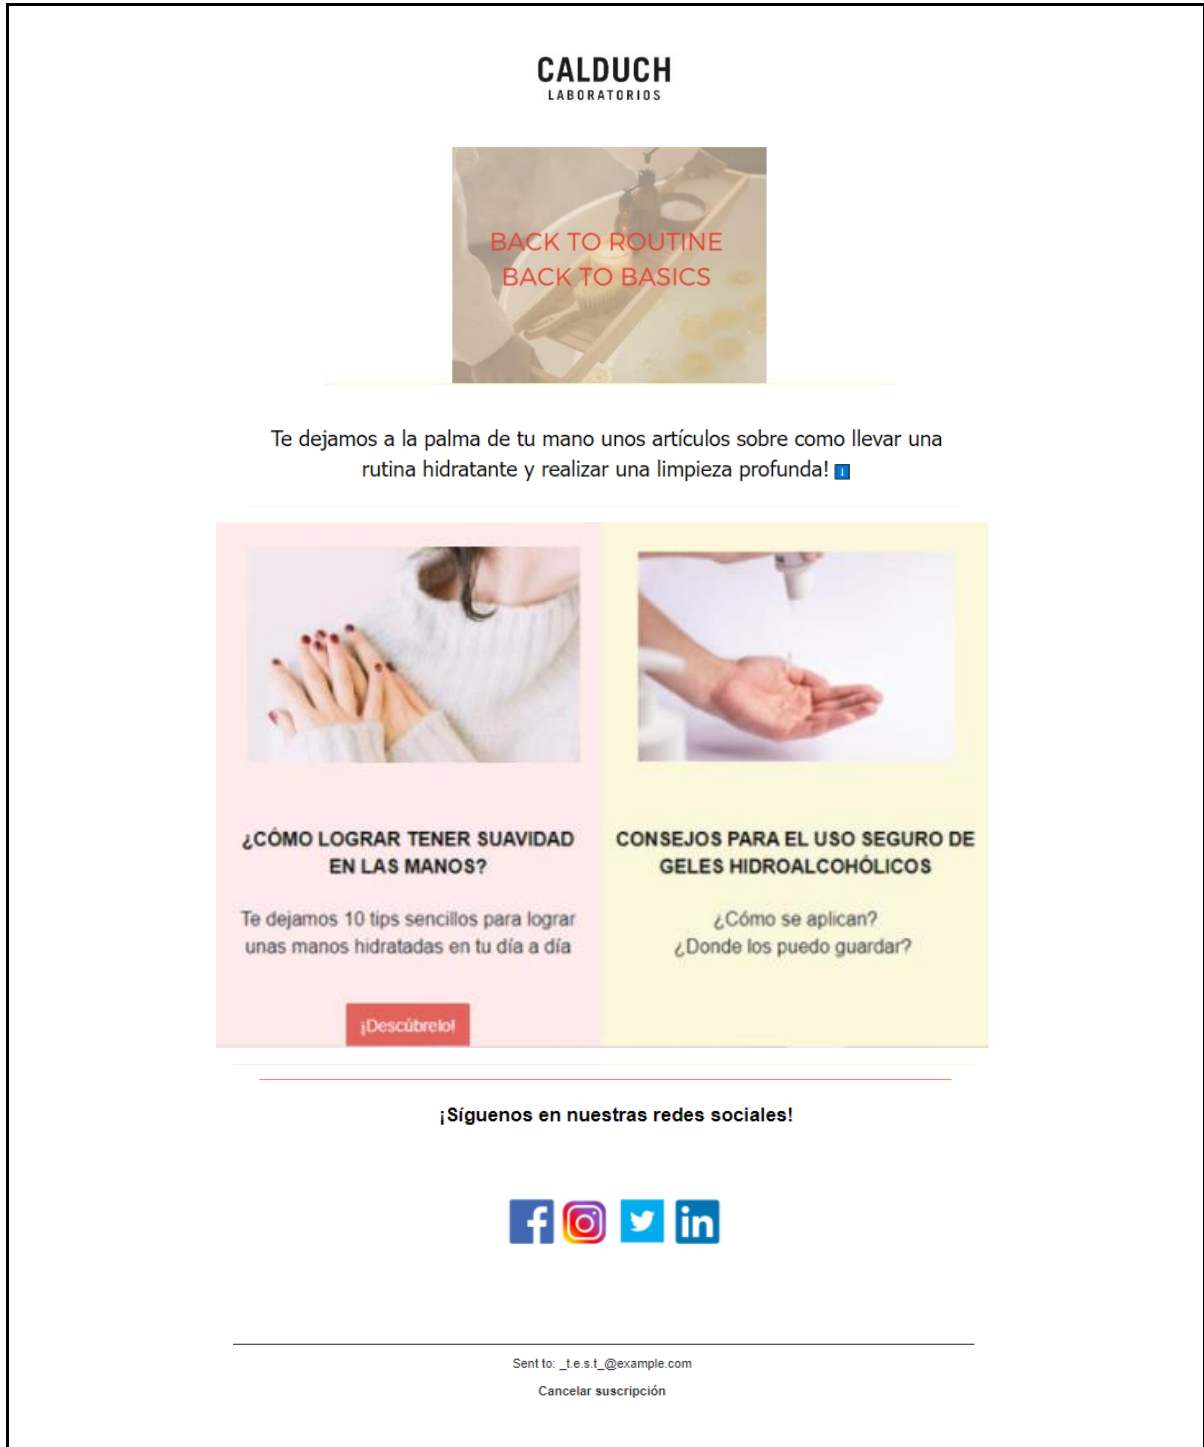 CALDUCH
LABORATORIOS
BACK TO ROUTINE
BACK TO BASICS
Te dejamos a la palma de tu mano unos artículos sobre como llevar una
rutina hidratante y realizar una limpieza profunda! ⬇
¿CÓMO LOGRAR TENER SUAVIDAD
EN LAS MANOS?
Te dejamos 10 tips sencillos para lograr
unas manos hidratadas en tu día a día
¡Descúbrelo!
CONSEJOS PARA EL USO SEGURO DE
GELES HIDROALCOHÓLICOS
¿Cómo se aplican?
¿Donde los puedo guardar?
¡Síguenos en nuestras redes sociales!
Sent to: _t.e.s.t_@example.com
Cancelar suscripción